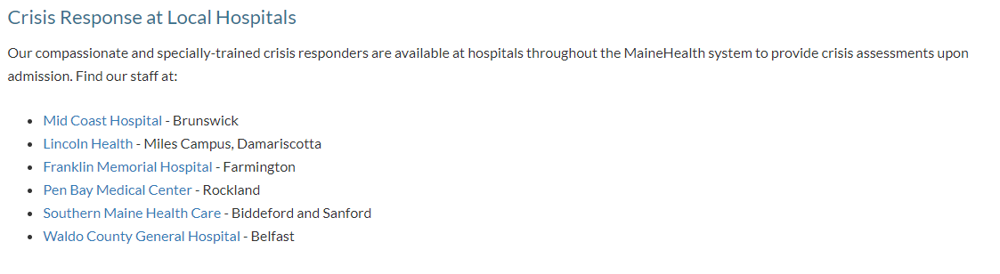 Crisis Response at Local Hospitals
Our compassionate and specially-trained crisis responders are available at hospitals throughout the MaineHealth system to provide crisis assessments upon
admission. Find our staff at:
• Mid Coast Hospital - Brunswick
• Lincoln Health - Miles Campus, Damariscotta
• Franklin Memorial Hospital - Farmington
• Pen Bay Medical Center - Rockland
• Southern Maine Health Care - Biddeford and Sanford
• Waldo County General Hospital - Belfast